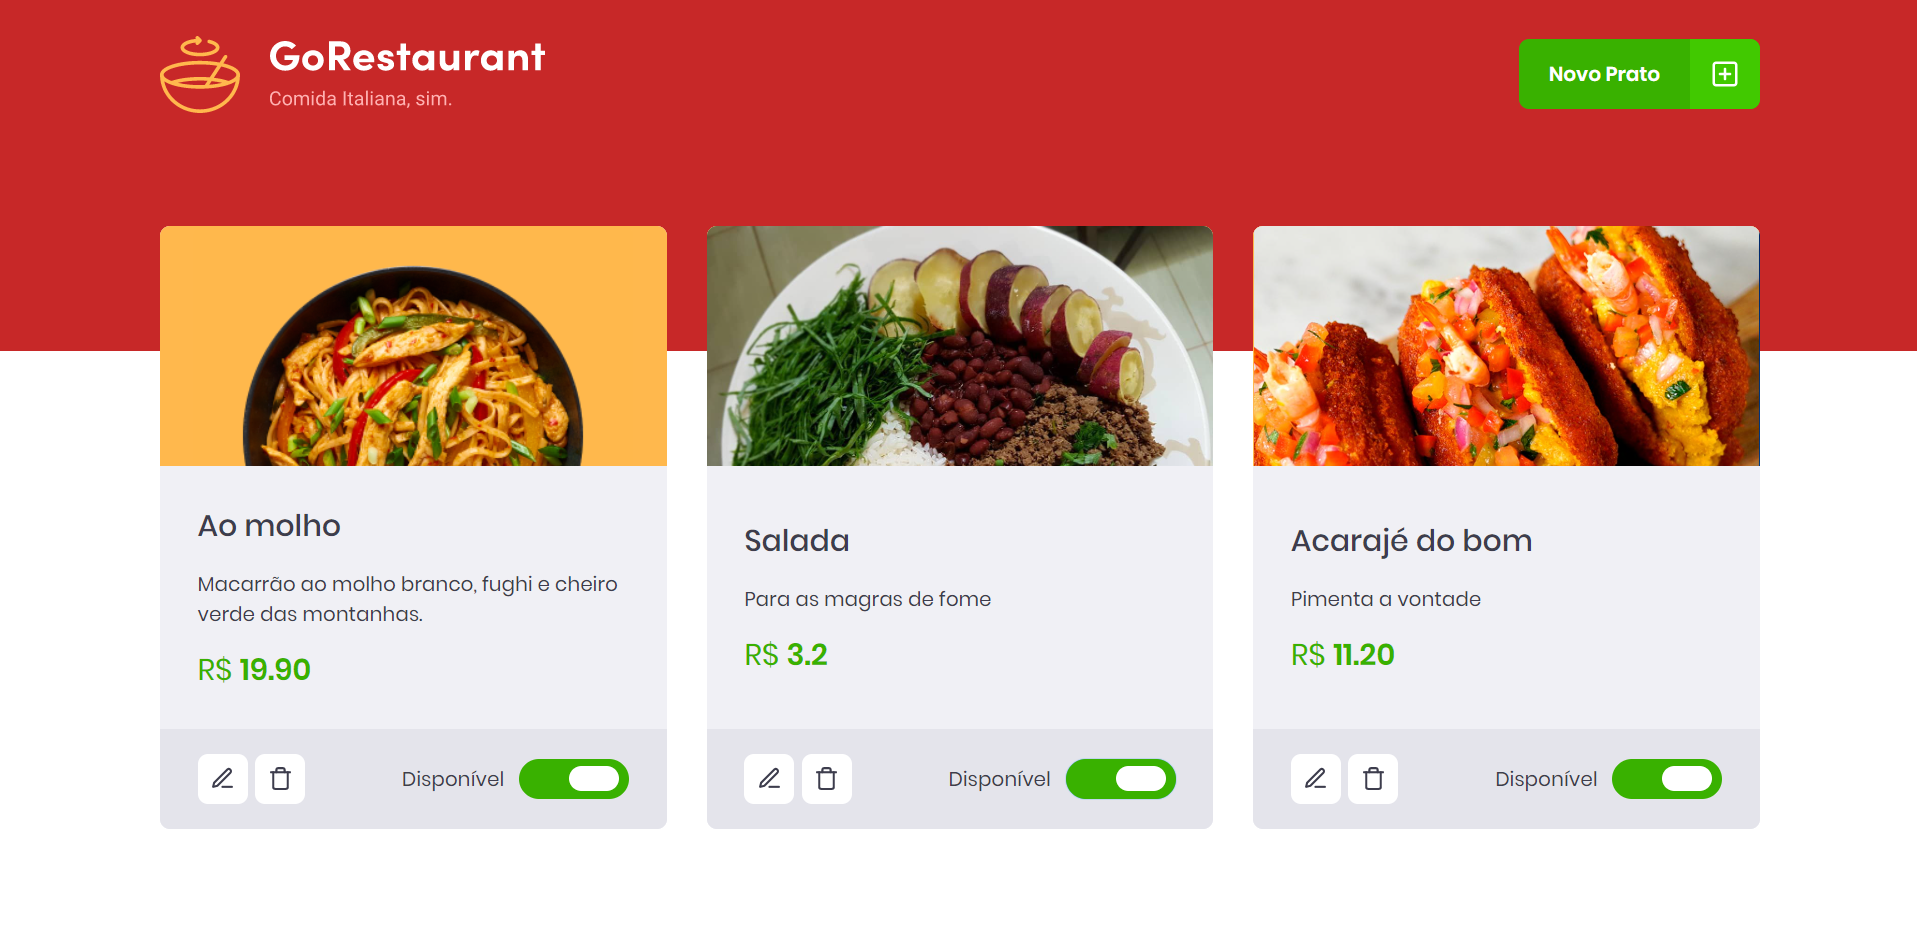 GoRestaurant
Comida Italiana, sim.
Novo Prato
Ao molho
Macarrão ao molho branco, fughi e cheiro
verde das montanhas.
R$ 19.90
Disponível
Salada
Para as magras de fome
R$ 3.2
Disponível
Acarajé do bom
Pimenta a vontade
R$ 11.20
Disponível